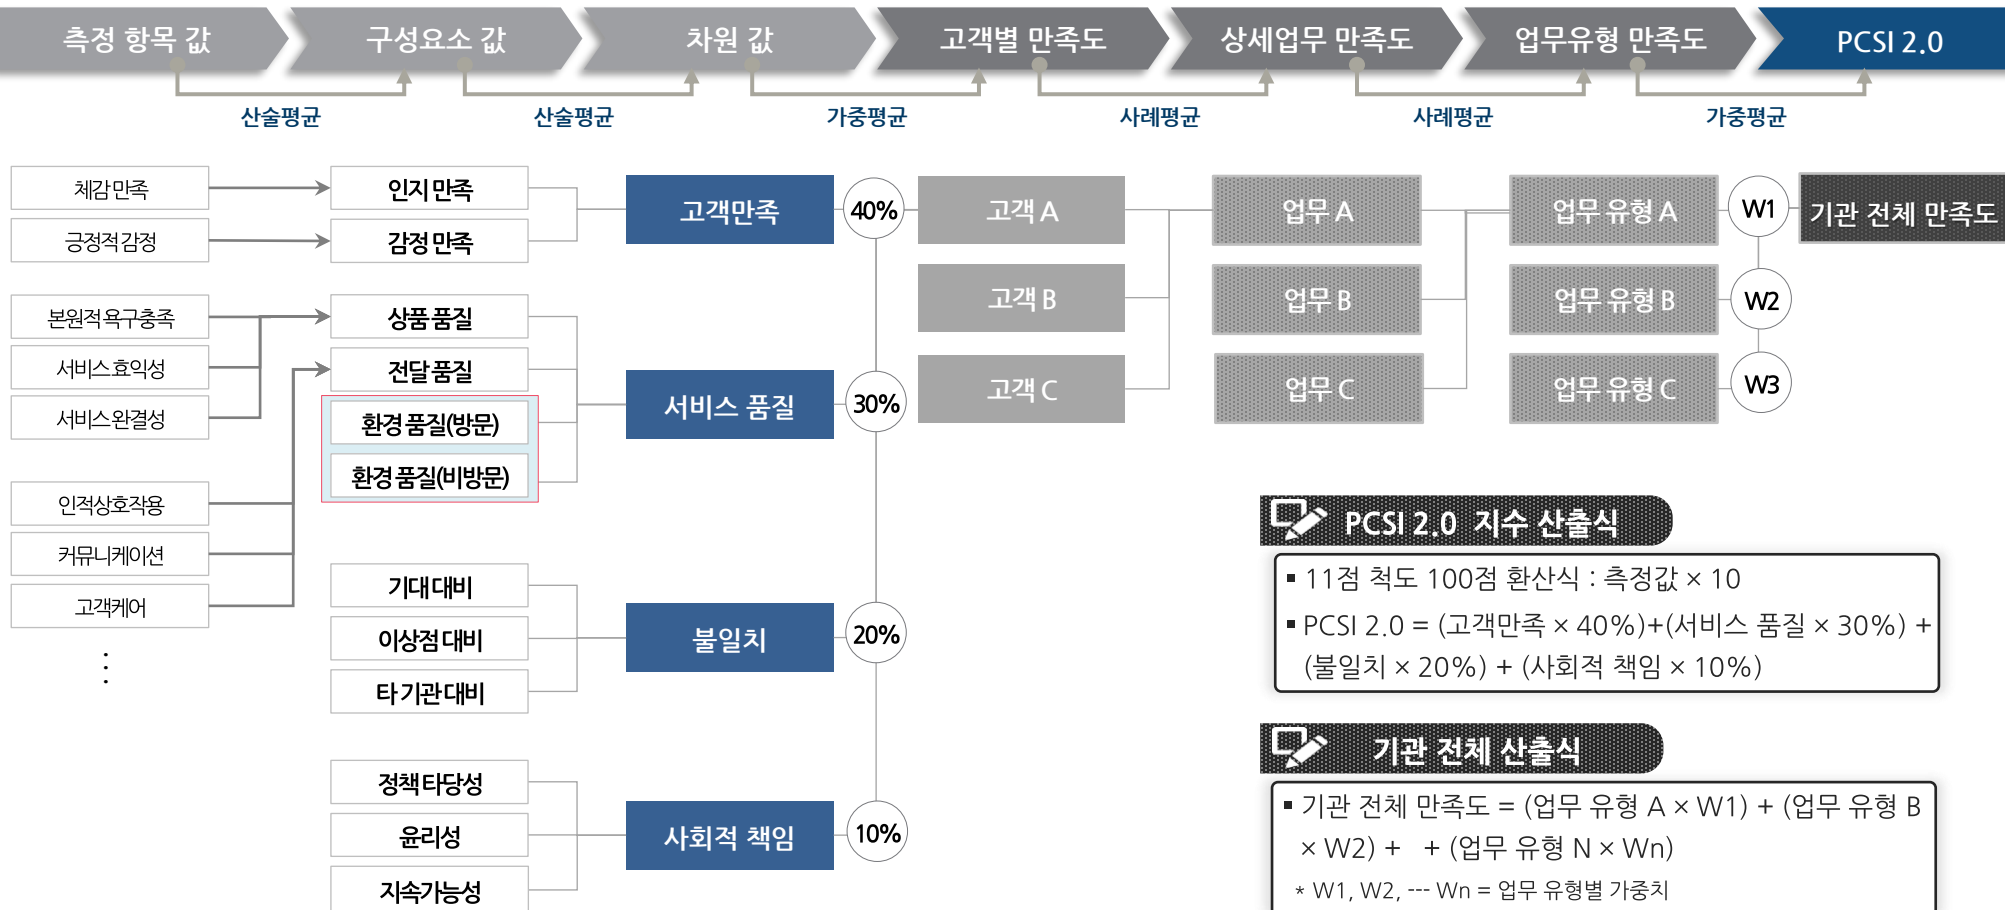 측정 항목 값
구성요소 값
차원 값
고객별 만족도
상세업무 만족도
업무유형 만족도
PCSI 2.0
산술평균
산술평균
가중평균
사례평균
사례평균
가중평균
체감만족
긍정적 감정
본원적 욕구충족
서비스 효익성
서비스 완결성
인적상호작용
커뮤니케이션
고객케어
⋮
인지 만족
감정 만족
상품 품질
전달 품질
환경 품질(방문)
환경 품질(비방문)
기대 대비
이상점 대비
타 기관 대비
정책 타당성
윤리성
지속가능성
고객만족
서비스 품질
불일치
사회적 책임
40%
30%
20%
10%
고객 A
고객 B
고객 C
업무 A
업무 B
업무 C
업무 유형 A
업무 유형 B
업무 유형 C
W1
W2
W3
기관 전체 만족도
PCSI 2.0 지수 산출식
▪ 11점 척도 100점 환산식 : 측정값 × 10
▪ PCSI 2.0 = (고객만족 × 40%)+(서비스 품질 × 30%) +
(불일치 × 20%) + (사회적 책임 × 10%)
기관 전체 산출식
▪ 기관 전체 만족도 = (업무 유형 A × W1) + (업무 유형 B
× W2) + + (업무 유형 N × Wn)
* W1, W2, --- Wn = 업무 유형별 가중치